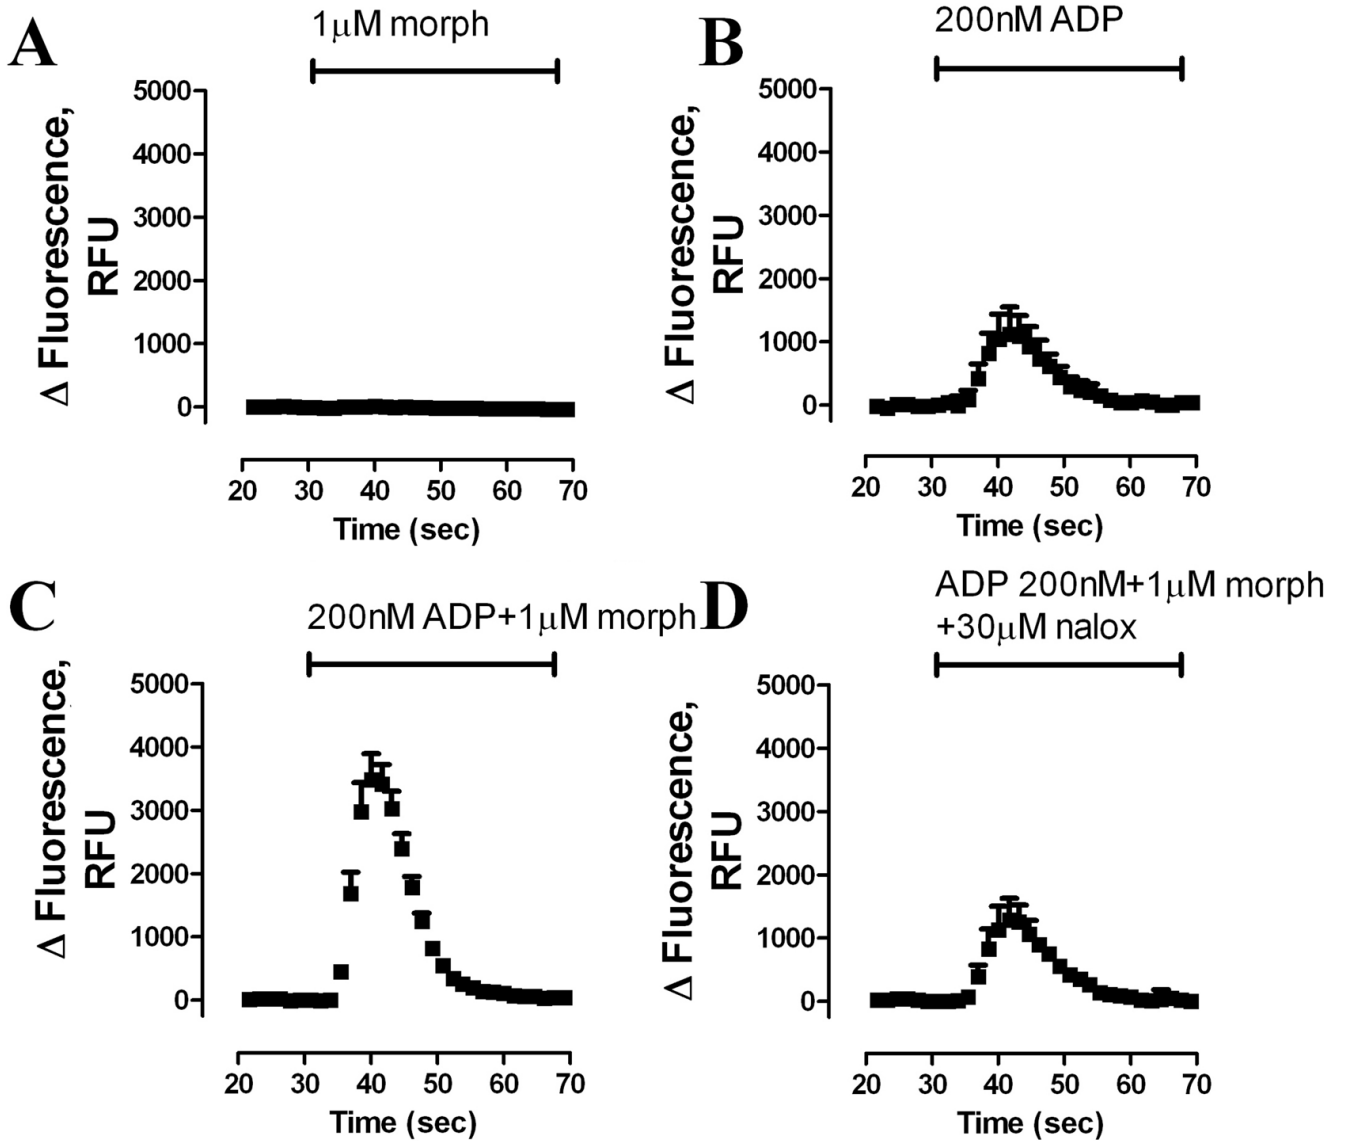 A
1µM morph
5000
4000
3000
2000
1000
0
Δ Fluorescence,
RFU
20 30 40 50 60 70
Time (sec)
B
200nM ADP
5000
4000
3000
2000
1000
0
Δ Fluorescence,
RFU
20 30 40 50 60 70
Time (sec)
C
200nM ADP+1µM morph
5000
4000
3000
2000
1000
0
Δ Fluorescence,
RFU
20 30 40 50 60 70
Time (sec)
D
ADP 200nM+1µM morph
+30µM nalox
5000
4000
3000
2000
1000
0
Δ Fluorescence,
RFU
20 30 40 50 60 70
Time (sec)